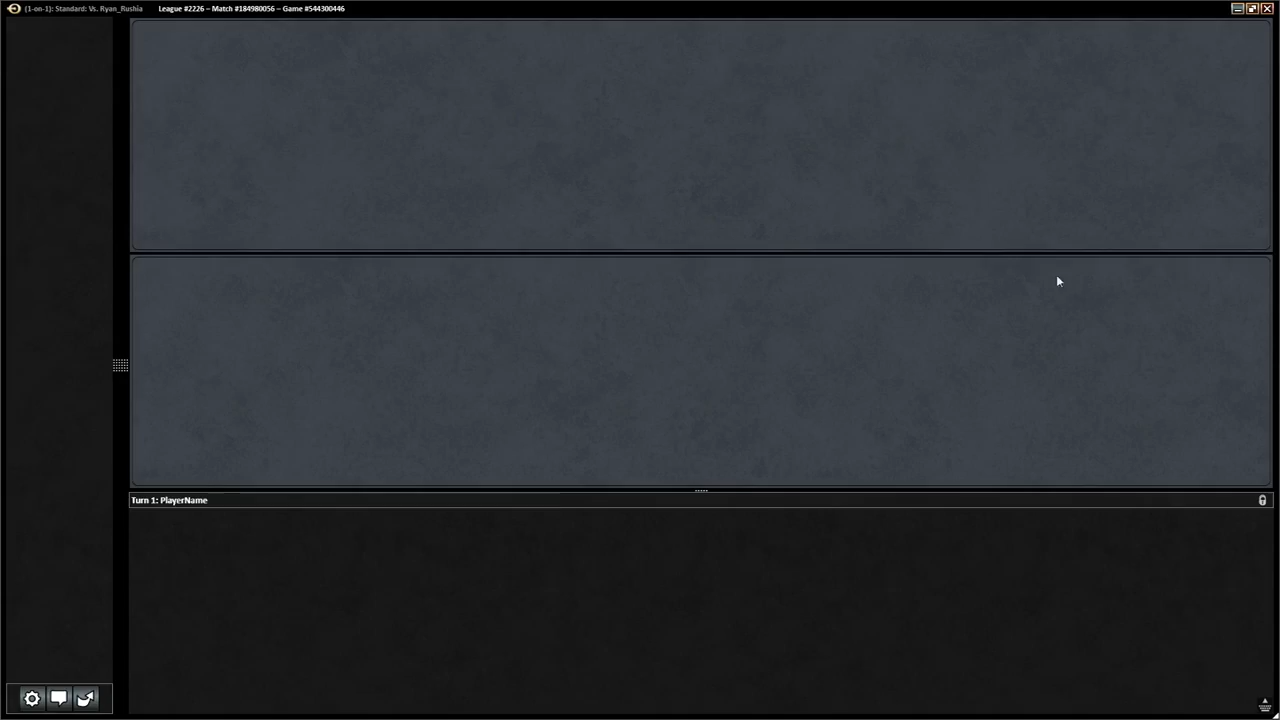 (1-on-1): Standard: Vs. Ryan_Rushia League #2226 – Match #184980056 – Game #544300446
Turn 1: PlayerName